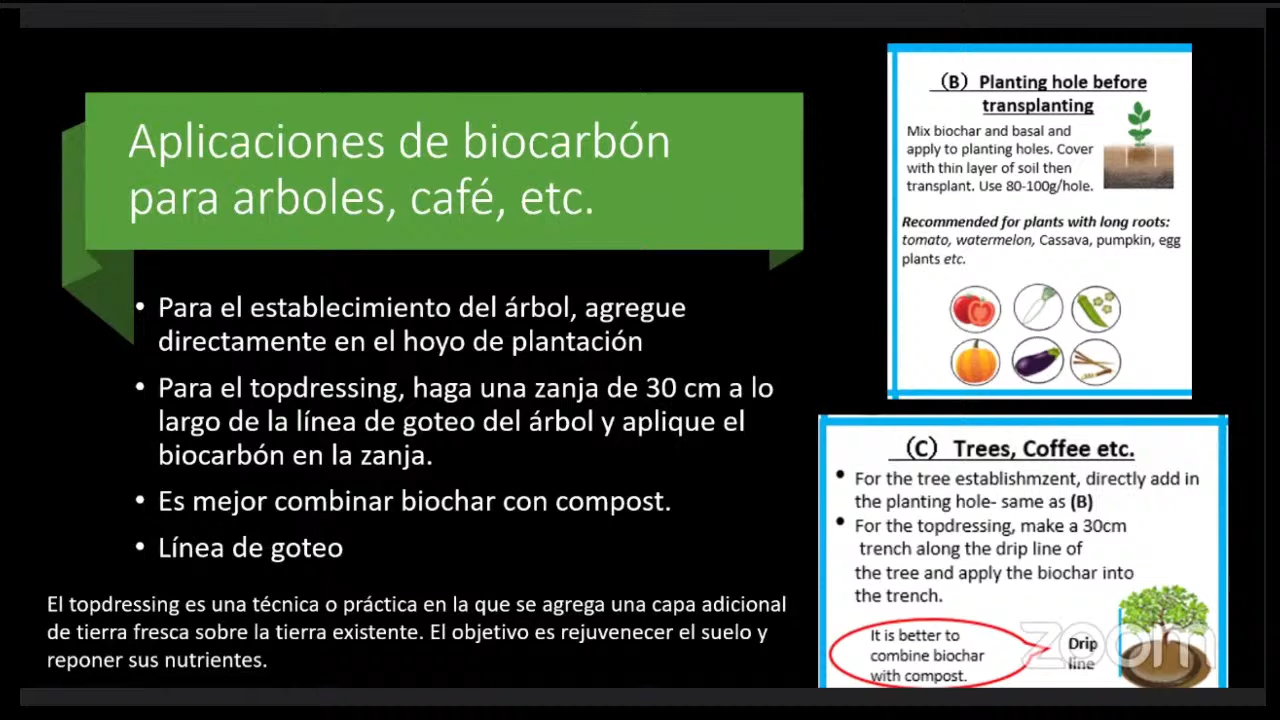 Aplicaciones de biocarbón
para arboles, café, etc.
• Para el establecimiento del árbol, agregue
directamente en el hoyo de plantación
• Para el topdressing, haga una zanja de 30 cm a lo
largo de la línea de goteo del árbol y aplique el
biocarbón en la zanja.
• Es mejor combinar biochar con compost.
• Línea de goteo
El topdressing es una técnica o práctica en la que se agrega una capa adicional
de tierra fresca sobre la tierra existente. El objetivo es rejuvenecer el suelo y
reponer sus nutrientes.
(B) Planting hole before
transplanting
Mix biochar and basal and
apply to planting holes. Cover
with thin layer of soil then
transplant. Use 80-100g/hole.
Recommended for plants with long roots:
tomato, watermelon, Cassava, pumpkin, egg
plants etc.
(C) Trees, Coffee etc.
• For the tree establishmzent, directly add in
the planting hole- same as (B)
• For the topdressing, make a 30cm
trench along the drip line of
the tree and apply the biochar into
the trench.
It is better to
combine biochar
with compost.
Drip
line
zoom